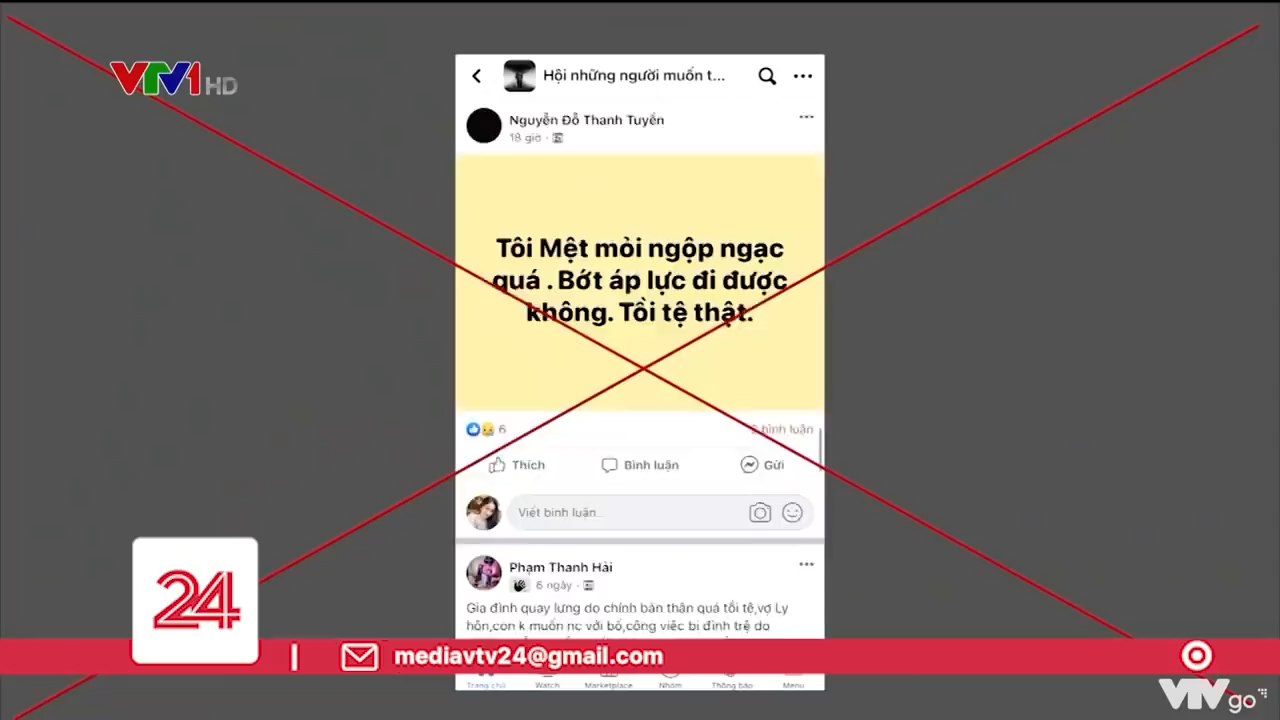 VTV1 HD
Hội những người muốn t...
Nguyễn Đỗ Thanh Tuyền
18 giờ ·
Tôi Mệt mỏi ngộp ngạc
quá . Bớt áp lực đi được
không. Tồi tệ thật.
6
bình luận
Thích
Bình luận
Gửi
Viết bình luận...
Phạm Thanh Hải
6 ngày ·
Gia đình quay lưng do chính bản thân quá tồi tệ,vợ Ly
hôn,con k muốn nc với bố,công việc bị đình trệ do
24
mediavtv24@gmail.com
Trang chủ
Watch
Marketplace
Nhóm
Thông báo
Menu
VTV go